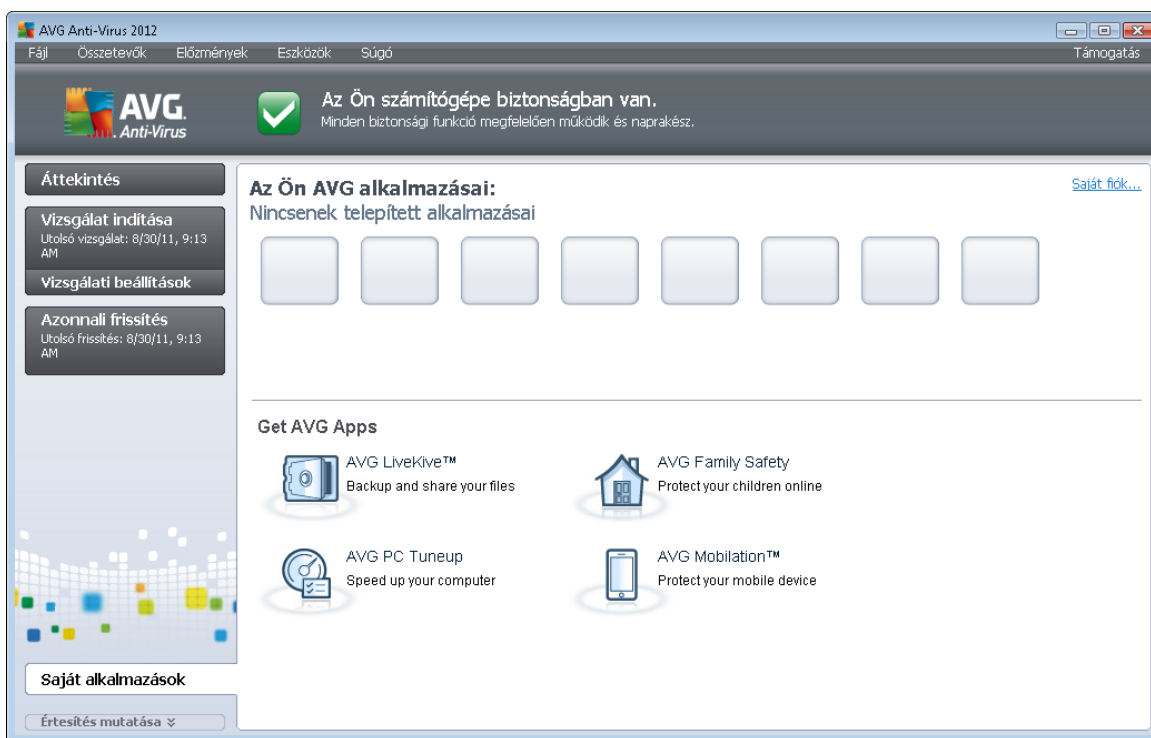 AVG Anti-Virus 2012
Fájl Összetevők Előzmények Eszközök Súgó Támogatás
AVG.
Anti-Virus
Az Ön számítógépe biztonságban van.
Minden biztonsági funkció megfelelően működik és naprakész.
Áttekintés
Vizsgálat indítása
Utolsó vizsgálat: 8/30/11, 9:13
AM
Vizsgálati beállítások
Azonnali frissítés
Utolsó frissítés: 8/30/11, 9:13
AM
Saját alkalmazások
Értesítés mutatása
Az Ön AVG alkalmazásai:
Saját fiók...
Nincsenek telepített alkalmazásai
Get AVG Apps
AVG LiveKive™
Backup and share your files
AVG Family Safety
Protect your children online
AVG PC Tuneup
Speed up your computer
AVG Mobilation™
Protect your mobile device